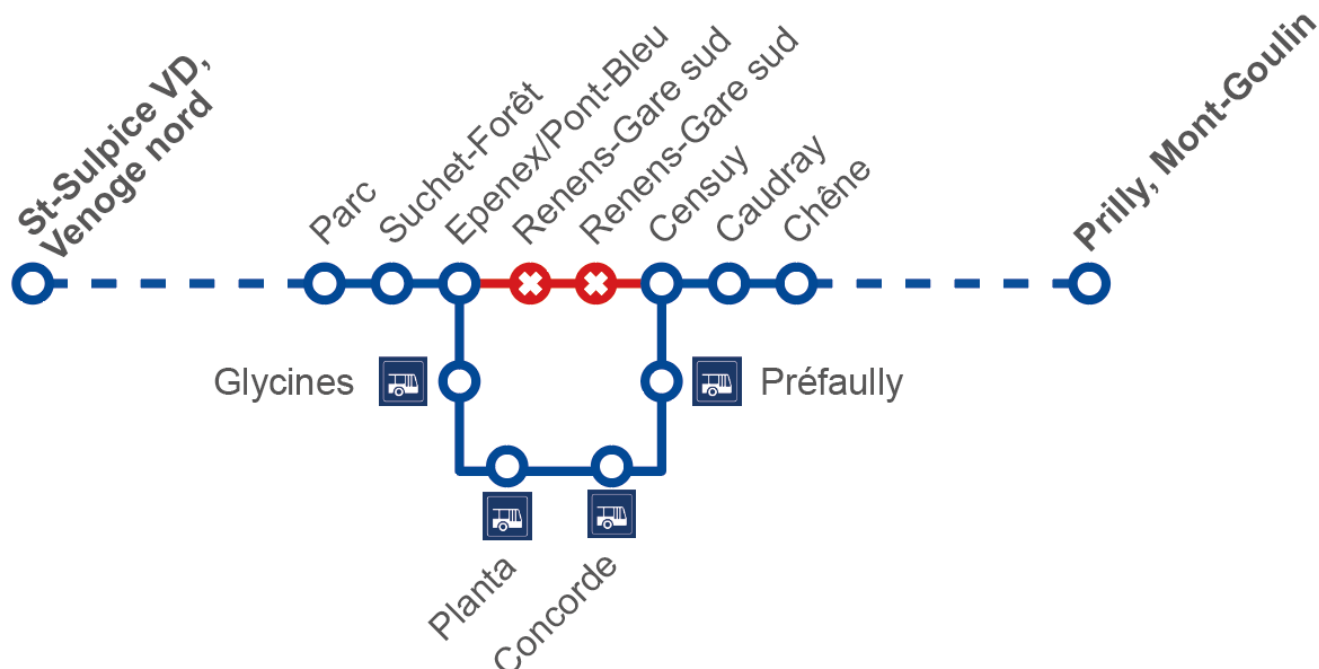 St-Sulpice VD,
Venoge nord
Parc
Suchet-Forêt
Epenex/Pont-Bleu
Renens-Gare sud
Renens-Gare sud
Censuy
Caudray
Chêne
Prilly, Mont-Goulin
Glycines
Préfaully
Planta
Concorde